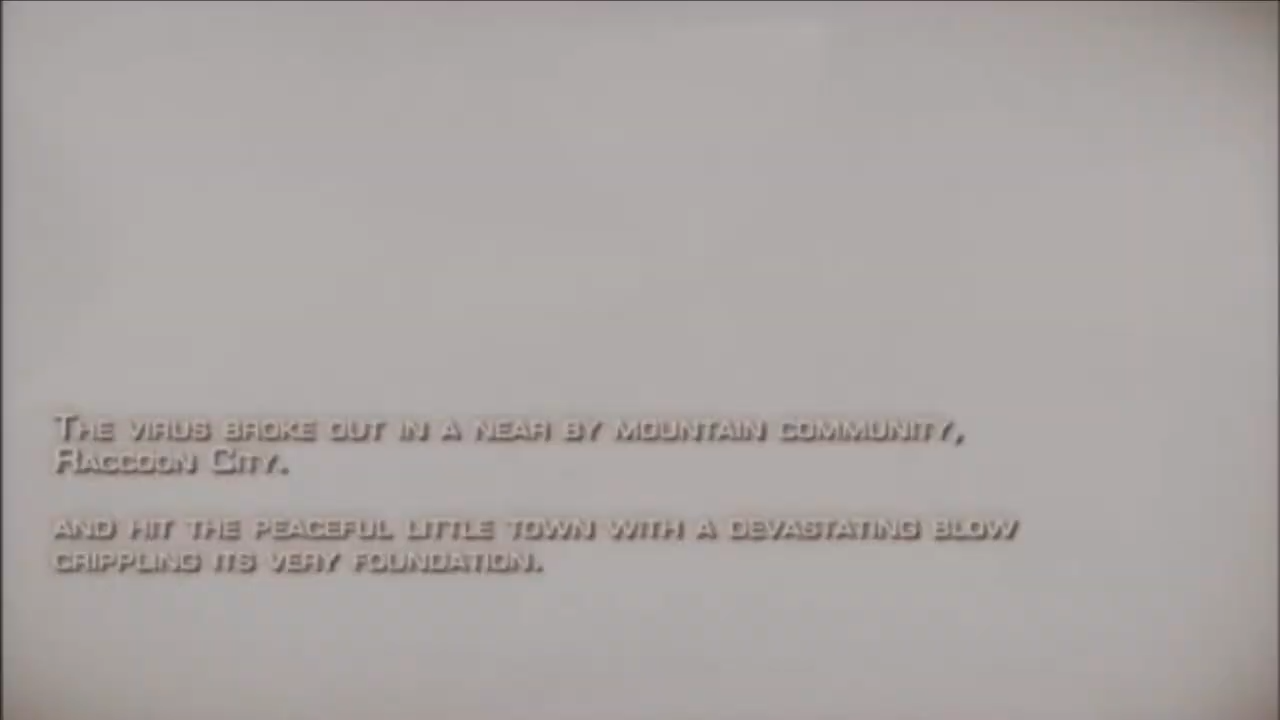 The virus broke out in a near by mountain community,
Raccoon City.
and hit the peaceful little town with a devastating blow
crippling its very foundation.